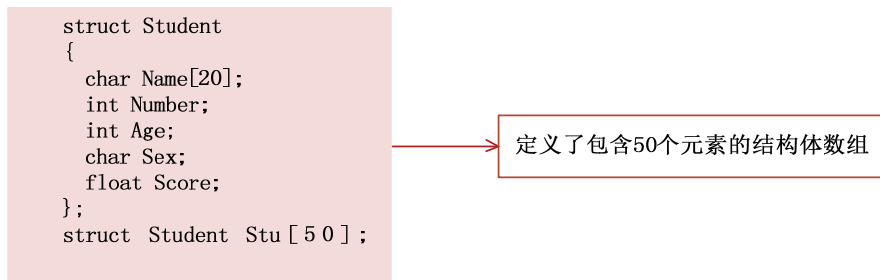 struct Student
{
char Name[20];
int Number;
int Age;
char Sex;
float Score;
};
struct Student Stu[50];
定义了包含50个元素的结构体数组